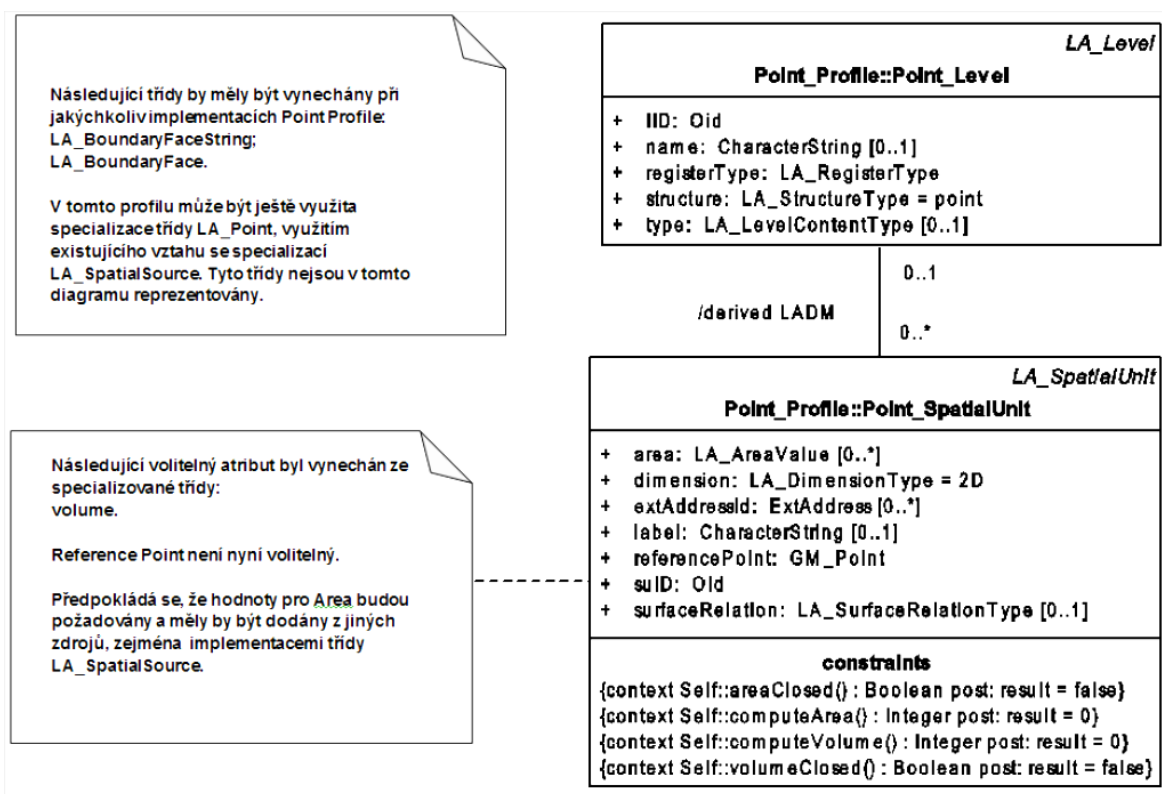 Následující třídy by měly být vynechány při
jakýchkoliv implementacích Point Profile:
LA_BoundaryFaceString;
LA_BoundaryFace.
V tomto profilu může být ještě využita
specializace třídy LA_Point, využitím
existujícího vztahu se specializací
LA_SpatialSource. Tyto třídy nejsou v tomto
diagramu reprezentovány.
LA_Level
Point_Profile::Point_Level
+ lID: Oid
+ name: CharacterString [0..1]
+ registerType: LA_RegisterType
+ structure: LA_StructureType = point
+ type: LA_LevelContentType [0..1]
0..1
/derived LADM
0..*
Následující volitelný atribut byl vynechán ze
specializované třídy:
volume.
Reference Point není nyní volitelný.
Předpokládá se, že hodnoty pro Area budou
požadovány a měly by být dodány z jiných
zdrojů, zejména implementacemi třídy
LA_SpatialSource.
LA_SpatialUnit
Point_Profile::Point_SpatialUnit
+ area: LA_AreaValue [0..*]
+ dimension: LA_DimensionType = 2D
+ extAddressId: ExtAddress [0..*]
+ label: CharacterString [0..1]
+ referencePoint: GM_Point
+ suID: Oid
+ surfaceRelation: LA_SurfaceRelationType [0..1]
constraints
{context Self::areaClosed() : Boolean post: result = false}
{context Self::computeArea() : Integer post: result = 0}
{context Self::computeVolume() : Integer post: result = 0}
{context Self::volumeClosed() : Boolean post: result = false}